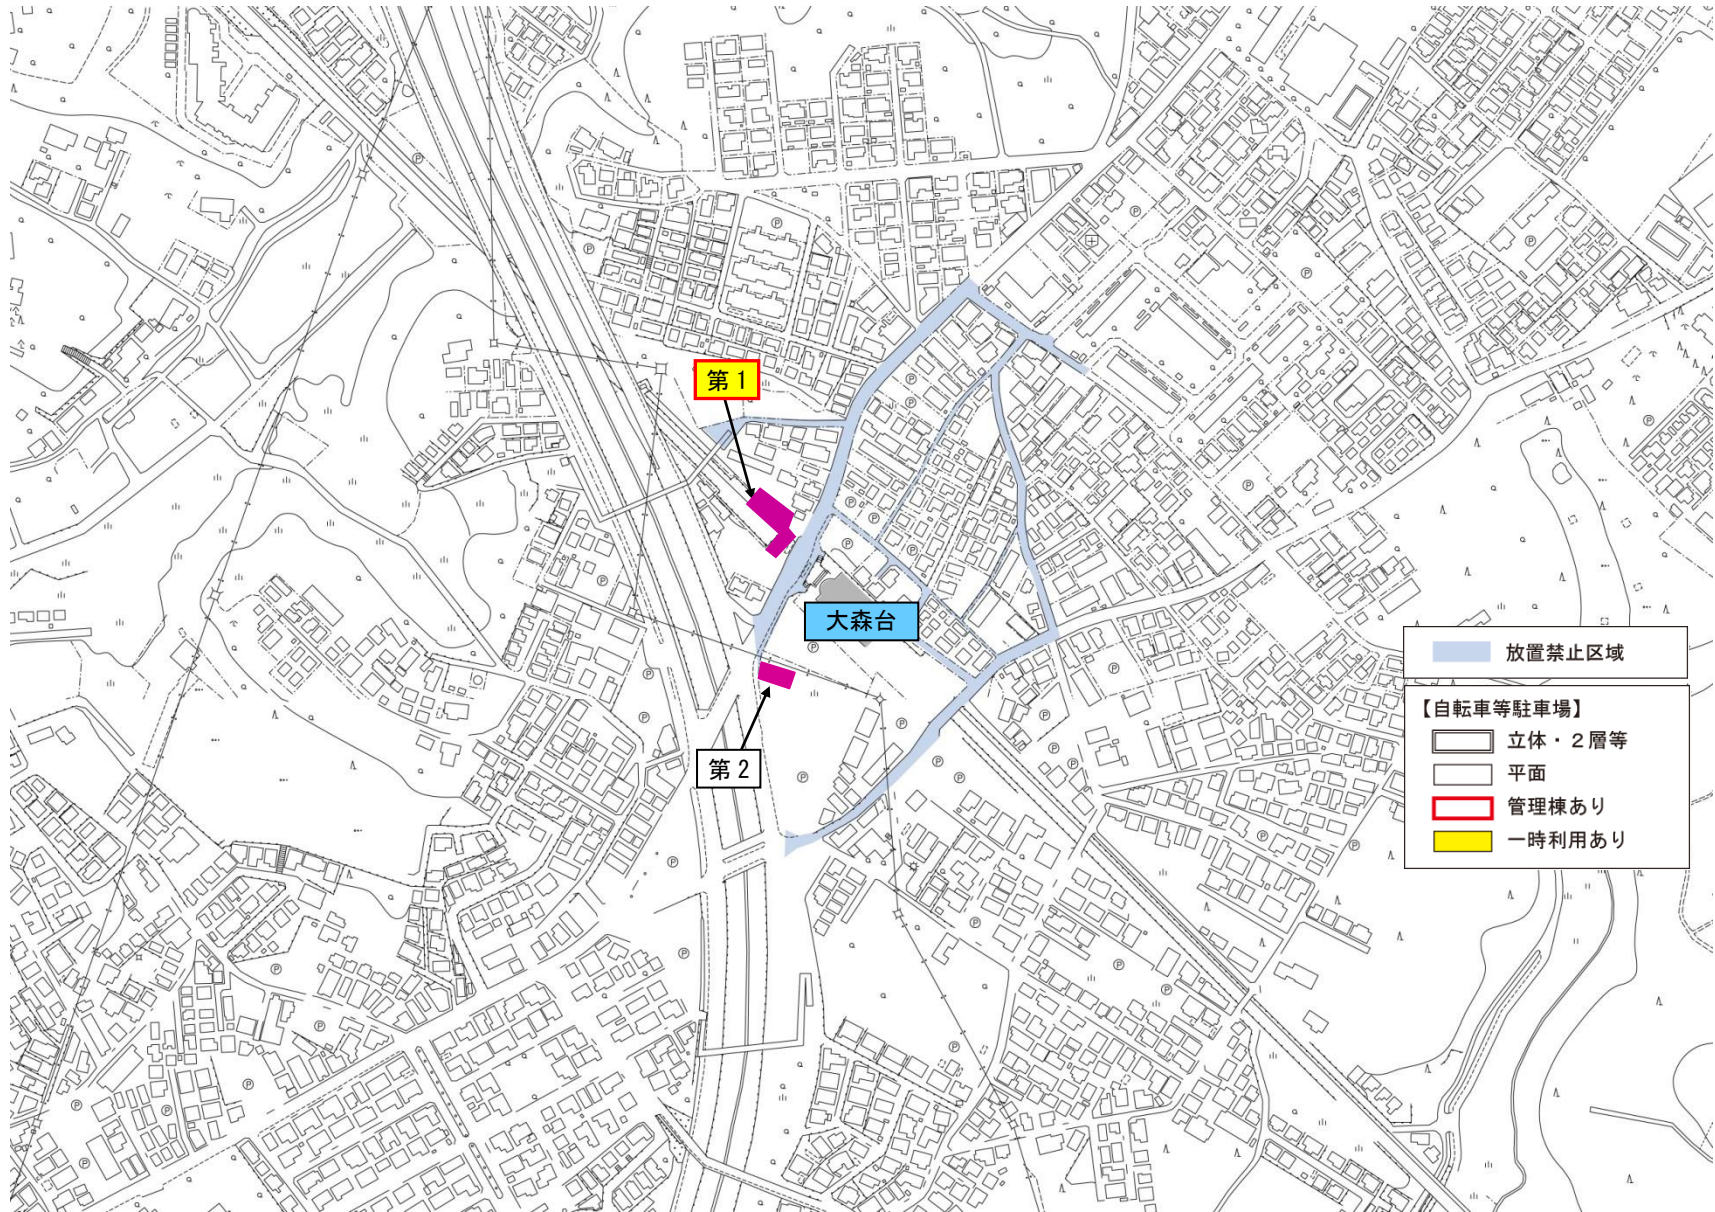 第1
大森台
第2
放置禁止区域
【自転車等駐車場】
立体・2層等
平面
管理棟あり
一時利用あり